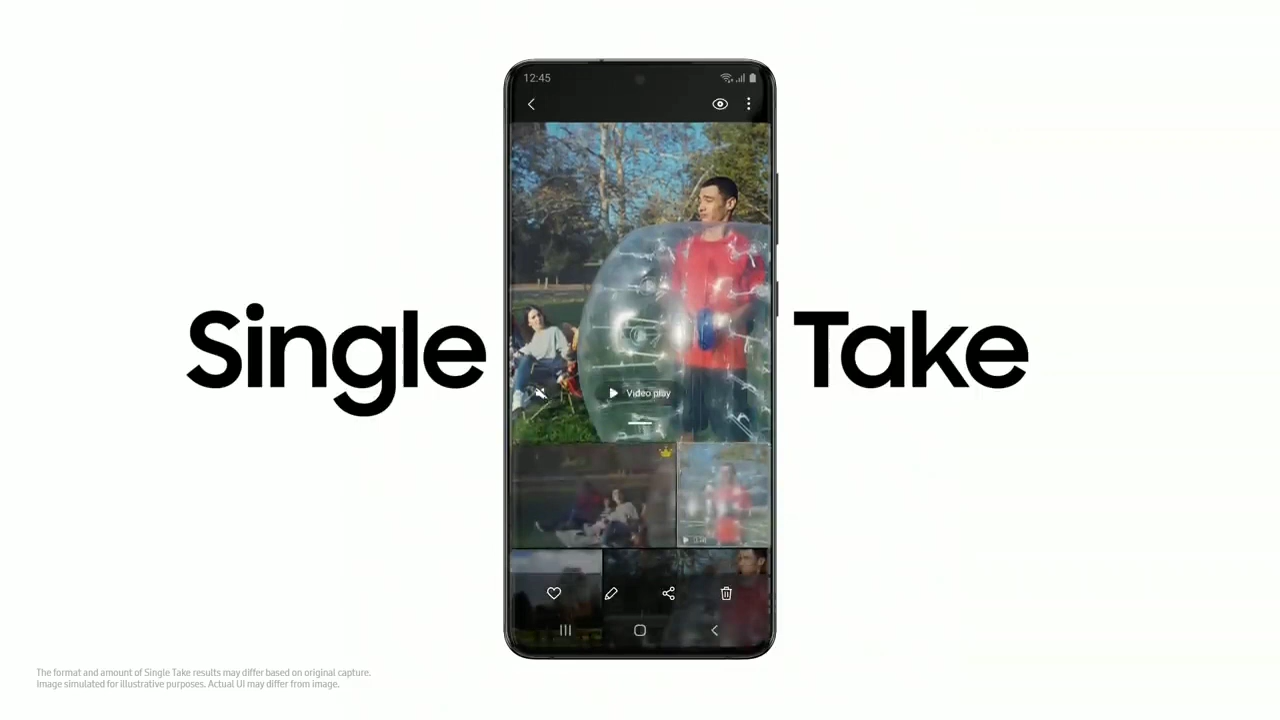 12:45
Single Take
Video play
The format and amount of Single Take results may differ based on original capture.
Image simulated for illustrative purposes. Actual UI may differ from image.